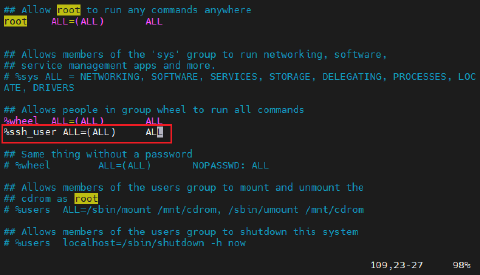 ## Allow root to run any commands anywhere
root    ALL=(ALL)       ALL
## Allows members of the 'sys' group to run networking, software,
## service management apps and more.
# %sys ALL = NETWORKING, SOFTWARE, SERVICES, STORAGE, DELEGATING, PROCESSES, LOC
ATE, DRIVERS
## Allows people in group wheel to run all commands
%wheel  ALL=(ALL)       ALL
%ssh_user ALL=(ALL)     ALL
## Same thing without a password
# %wheel        ALL=(ALL)       NOPASSWD: ALL
## Allows members of the users group to mount and unmount the
## cdrom as root
# %users  ALL=/sbin/mount /mnt/cdrom, /sbin/umount /mnt/cdrom
## Allows members of the users group to shutdown this system
# %users  localhost=/sbin/shutdown -h now
109,23-27     98%